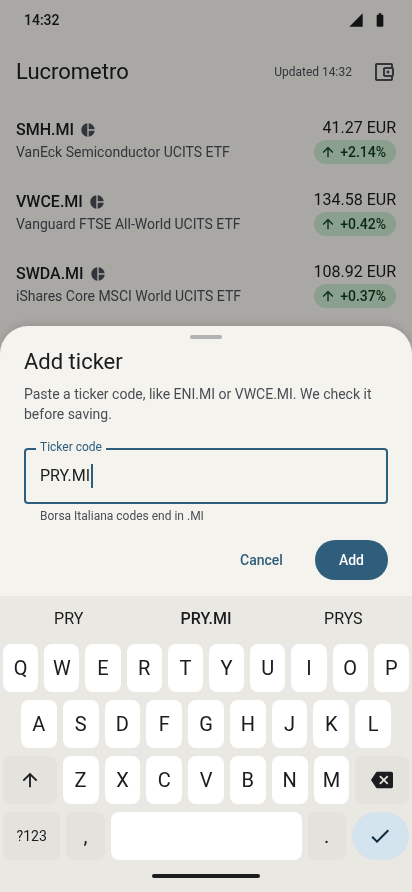 14:32
Lucrometro
Updated 14:32
SMH.MI
41.27 EUR
VanEck Semiconductor UCITS ETF
+2.14%
VWCE.MI
134.58 EUR
Vanguard FTSE All-World UCITS ETF
+0.42%
SWDA.MI
108.92 EUR
iShares Core MSCI World UCITS ETF
+0.37%
Add ticker
Paste a ticker code, like ENI.MI or VWCE.MI. We check it
before saving.
Ticker code
PRY.MI
Borsa Italiana codes end in .MI
Cancel
Add
PRY PRY.MI PRYS
Q W E R T Y U I O P
A S D F G H J K L
Z X C V B N M
?123 , .